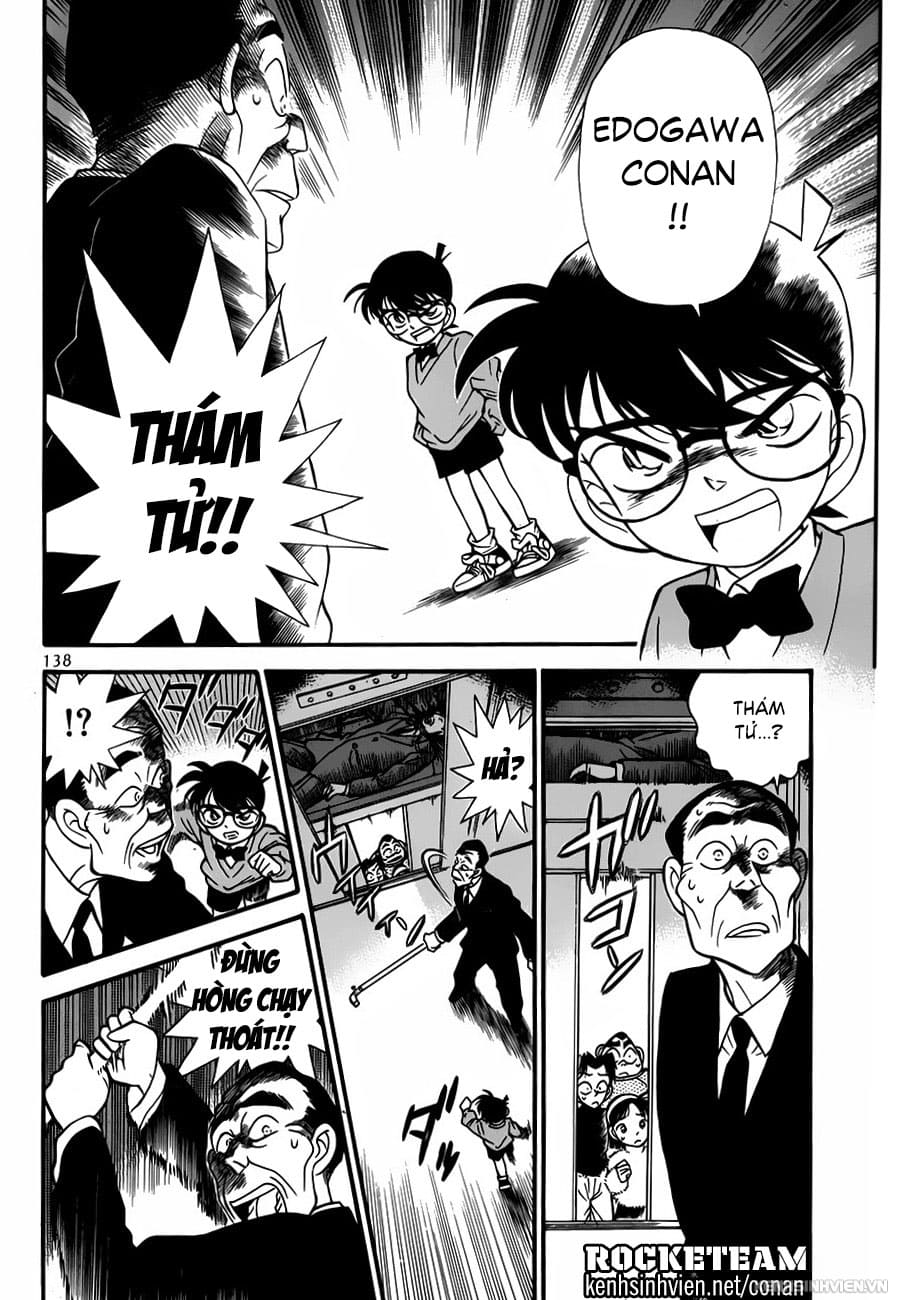 EDOGAWA
CONAN
!!
THÁM
TỬ!!
138
THÁM
TỬ...?
HẢ?
!?
ĐỪNG
HÒNG CHẠY
THOÁT!!
ROCKETEAM
kenhsinhvien.net/conan